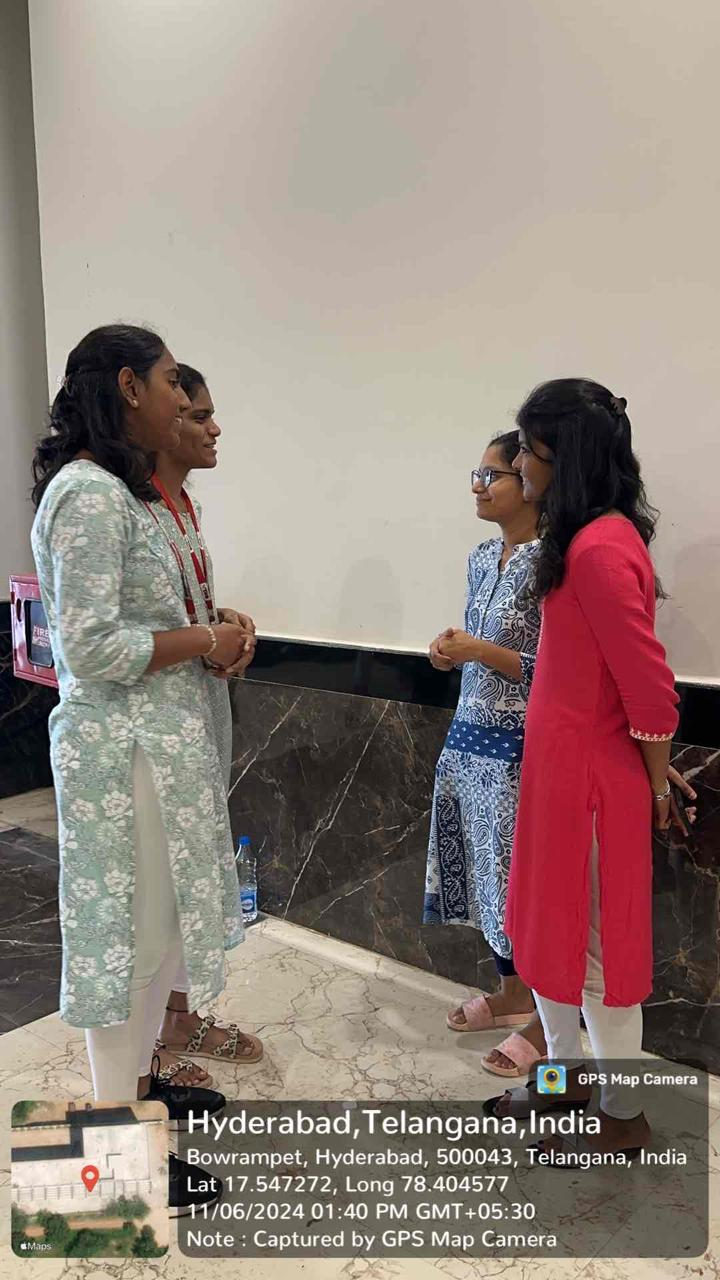 FIRE
GPS Map Camera
Hyderabad,Telangana,India
Bowrampet, Hyderabad, 500043, Telangana, India
Lat 17.547272, Long 78.404577
11/06/2024 01:40 PM GMT+05:30
Note : Captured by GPS Map Camera
Maps